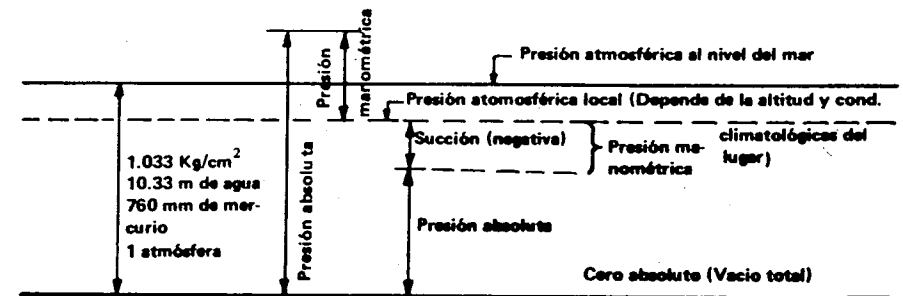 Presión
manométrica
Presión atmosférica al nivel del mar
Presión atomosférica local (Depende de la altitud y cond.
climatológicas del
lugar)
Succión (negativa)
Presión ma-
nométrica
1.033 Kg/cm²
10.33 m de agua
760 mm de mer-
curio
1 atmósfera
Presión absoluta
Presión absoluta
Cero absoluto (Vacio total)